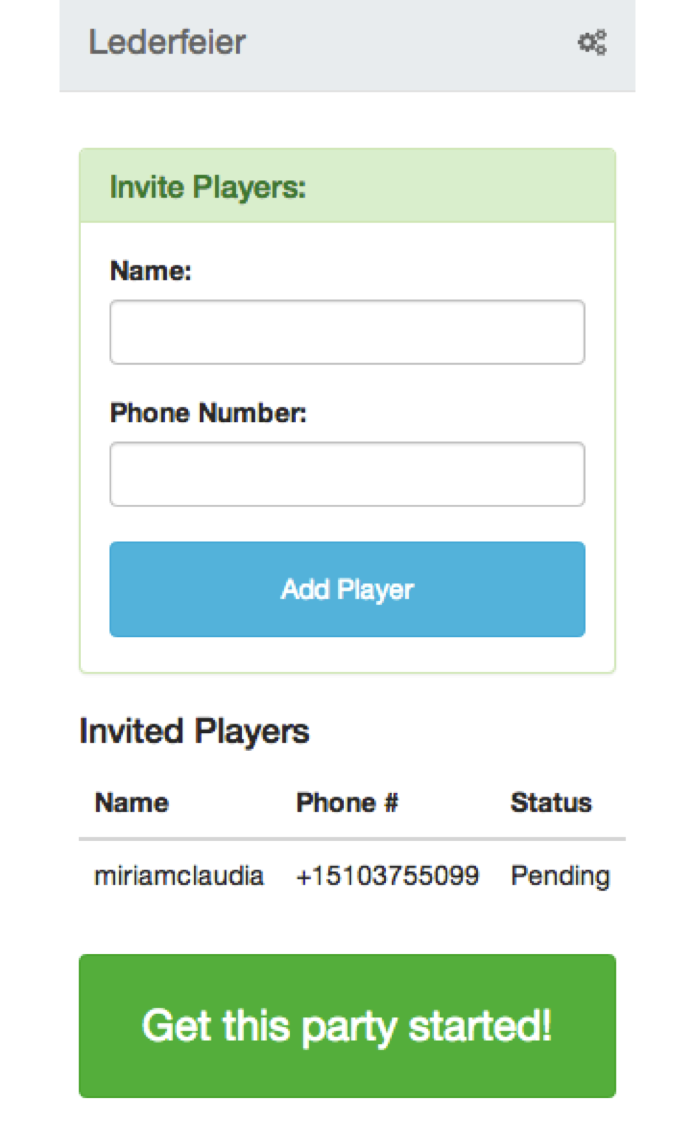 Lederfeier
Invite Players:
Name:
Phone Number:
Add Player
Invited Players
Name Phone # Status
miriamclaudia +15103755099 Pending
Get this party started!